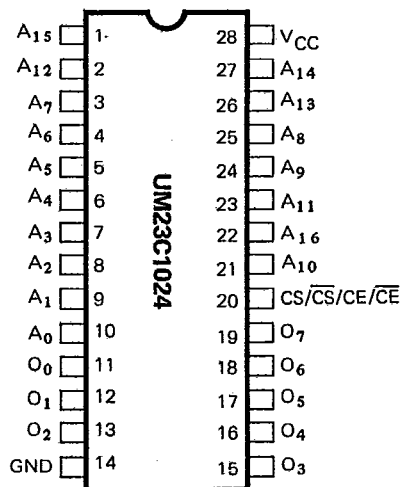 A15 1 28 VCC
A12 2 27 A14
A7 3 26 A13
A6 4 25 A8
A5 5 24 A9
A4 6 23 A11
A3 7 22 A16
A2 8 21 A10
A1 9 20 CS/C̅S̅/CE/C̅E̅
A0 10 19 O7
O0 11 18 O6
O1 12 17 O5
O2 13 16 O4
GND 14 15 O3
UM23C1024